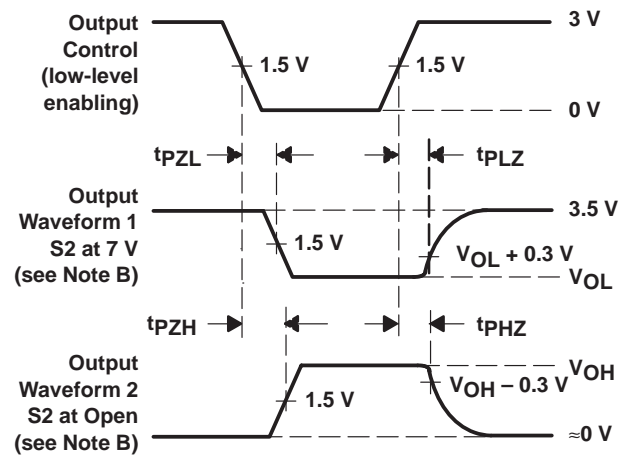 Output
Control
(low-level
enabling)
3 V
1.5 V
1.5 V
0 V
tPZL
tPLZ
Output
Waveform 1
S2 at 7 V
(see Note B)
3.5 V
1.5 V
VOL + 0.3 V
VOL
tPZH
tPHZ
Output
Waveform 2
S2 at Open
(see Note B)
VOH
VOH – 0.3 V
1.5 V
≈0 V